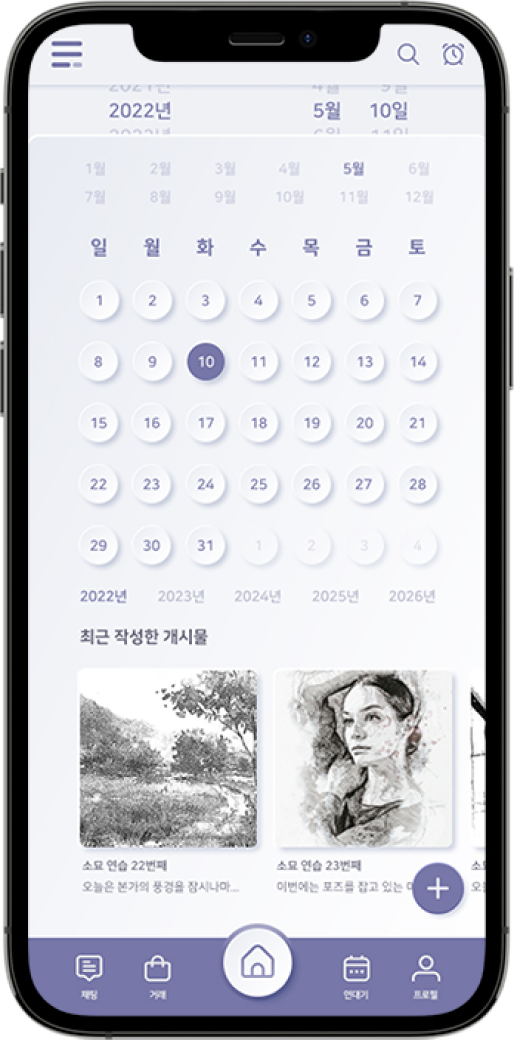 2021년 4월 9일
2022년 5월 10일
2023년 6월 11일
1월 2월 3월 4월 5월 6월
7월 8월 9월 10월 11월 12월
일 월 화 수 목 금 토
1 2 3 4 5 6 7
8 9 10 11 12 13 14
15 16 17 18 19 20 21
22 23 24 25 26 27 28
29 30 31 1 2 3 4
2022년 2023년 2024년 2025년 2026년
최근 작성한 개시물
소묘 연습 22번째 소묘 연습 23번째
오늘은 본가의 풍경을 잠시나마... 이번에는 포즈를 잡고 있는
채팅 거래 연대기 프로필